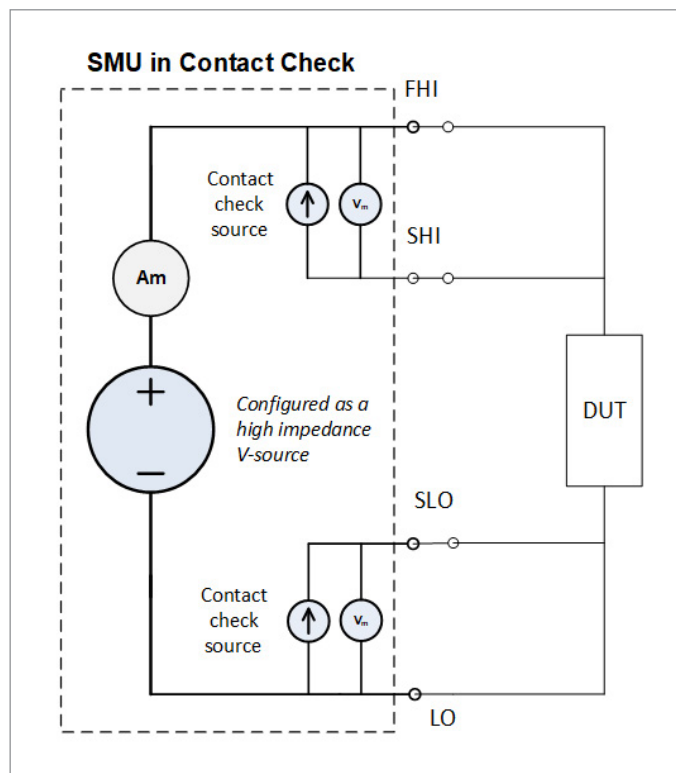 SMU in Contact Check
FHI
Contact
check
source
Vm
SHI
Am
+
Configured as a
high impedance
V-source
−
DUT
SLO
Contact
check
source
Vm
LO